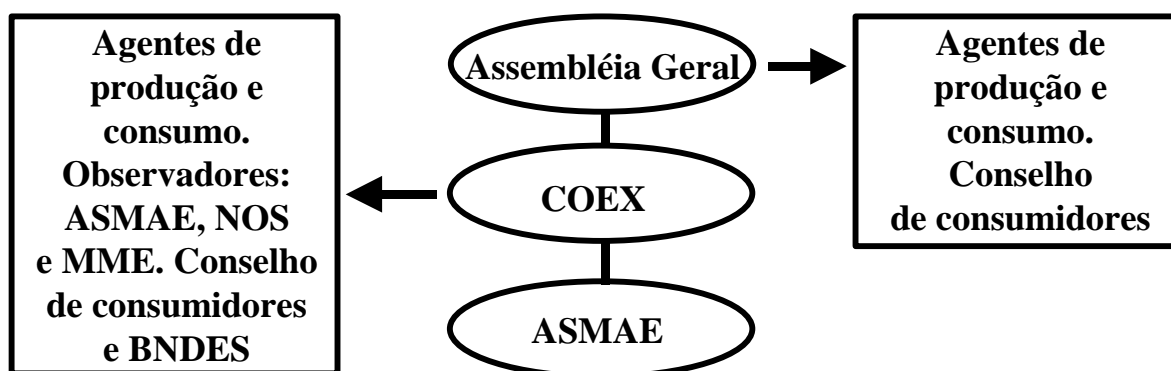 Agentes de
produção e
consumo.
Observadores:
ASMAE, NOS
e MME. Conselho
de consumidores
e BNDES
Assembléia Geral
COEX
ASMAE
Agentes de
produção e
consumo.
Conselho
de consumidores